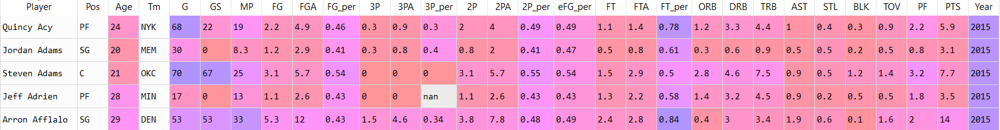 Player Pos Age Tm G GS MP FG FGA FG_per 3P 3PA 3P_per 2P 2PA 2P_per eFG_per FT FTA FT_per ORB DRB TRB AST STL BLK TOV PF PTS Year
Quincy Acy PF 24 NYK 68 22 19 2.2 4.9 0.46 0.3 0.9 0.3 2 4 0.49 0.49 1.1 1.4 0.78 1.2 3.3 4.4 1 0.4 0.3 0.9 2.2 5.9 2015
Jordan Adams SG 20 MEM 30 0 8.3 1.2 2.9 0.41 0.3 0.8 0.4 0.8 2 0.41 0.47 0.5 0.8 0.61 0.3 0.6 0.9 0.5 0.5 0.2 0.5 0.8 3.1 2015
Steven Adams C 21 OKC 70 67 25 3.1 5.7 0.54 0 0 0 3.1 5.7 0.55 0.54 1.5 2.9 0.5 2.8 4.6 7.5 0.9 0.5 1.2 1.4 3.2 7.7 2015
Jeff Adrien PF 28 MIN 17 0 13 1.1 2.6 0.43 0 0 nan 1.1 2.6 0.43 0.43 1.3 2.2 0.58 1.4 3.2 4.5 0.9 0.2 0.5 0.5 1.8 3.5 2015
Arron Afflalo SG 29 DEN 53 53 33 5.3 12 0.43 1.5 4.6 0.34 3.8 7.8 0.48 0.49 2.4 2.8 0.84 0.4 3 3.4 1.9 0.6 0.1 1.6 2 14 2015